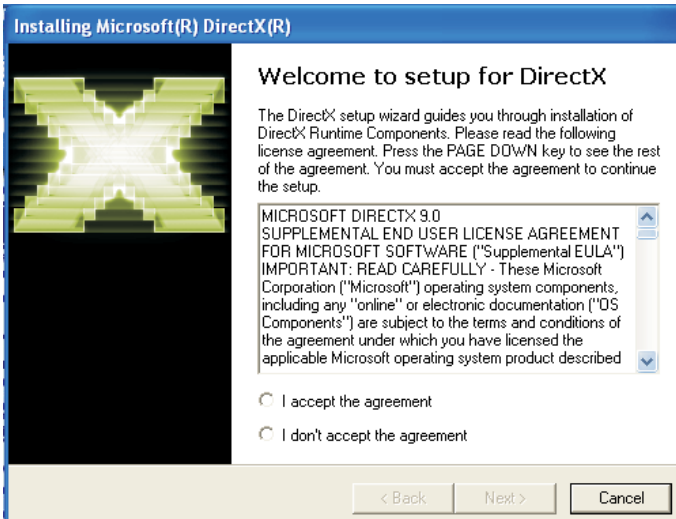 Installing Microsoft(R) DirectX(R)
Welcome to setup for DirectX
The DirectX setup wizard guides you through installation of
DirectX Runtime Components. Please read the following
license agreement. Press the PAGE DOWN key to see the rest
of the agreement. You must accept the agreement to continue
the setup.
MICROSOFT DIRECTX 9.0
SUPPLEMENTAL END USER LICENSE AGREEMENT
FOR MICROSOFT SOFTWARE ("Supplemental EULA")
IMPORTANT: READ CAREFULLY - These Microsoft
Corporation ("Microsoft") operating system components,
including any "online" or electronic documentation ("OS
Components") are subject to the terms and conditions of
the agreement under which you have licensed the
applicable Microsoft operating system product described
I accept the agreement
I don't accept the agreement
< Back Next > Cancel